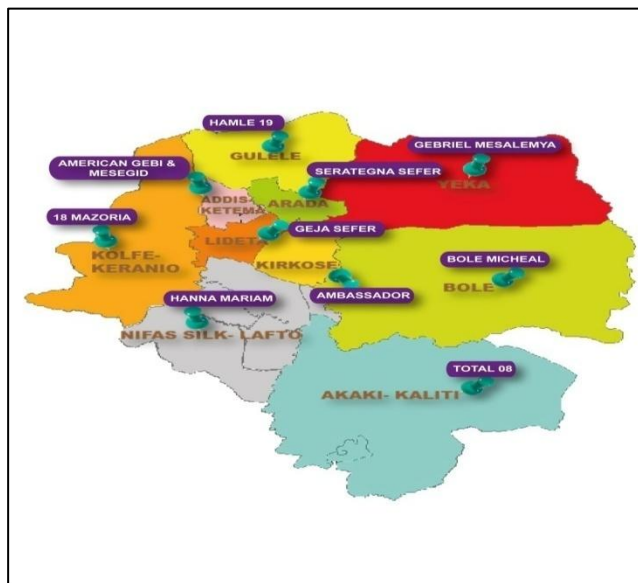 HAMLE 19
GULELE
GEBRIEL MESALEMYA
YEKA
AMERICAN GEBI &
MESEGID
SERATEGNA SEFER
ADDIS-
KETEMA
ARADA
18 MAZORIA
KOLFE-
KERANIO
LIDETA
GEJA SEFER
KIRKOSE
BOLE MICHEAL
BOLE
HANNA MARIAM
AMBASSADOR
NIFAS SILK- LAFTO
TOTAL 08
AKAKI- KALITI